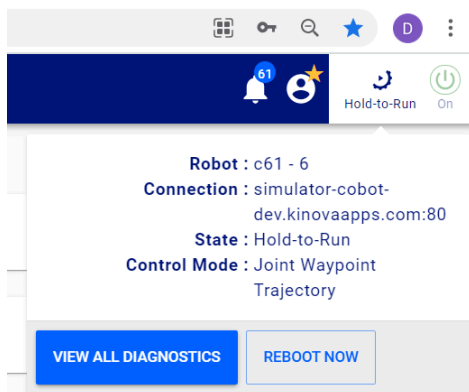 D
61
Hold-to-Run
On
Robot : c61 - 6
Connection : simulator-cobot-
dev.kinovaapps.com:80
State : Hold-to-Run
Control Mode : Joint Waypoint
Trajectory
VIEW ALL DIAGNOSTICS
REBOOT NOW